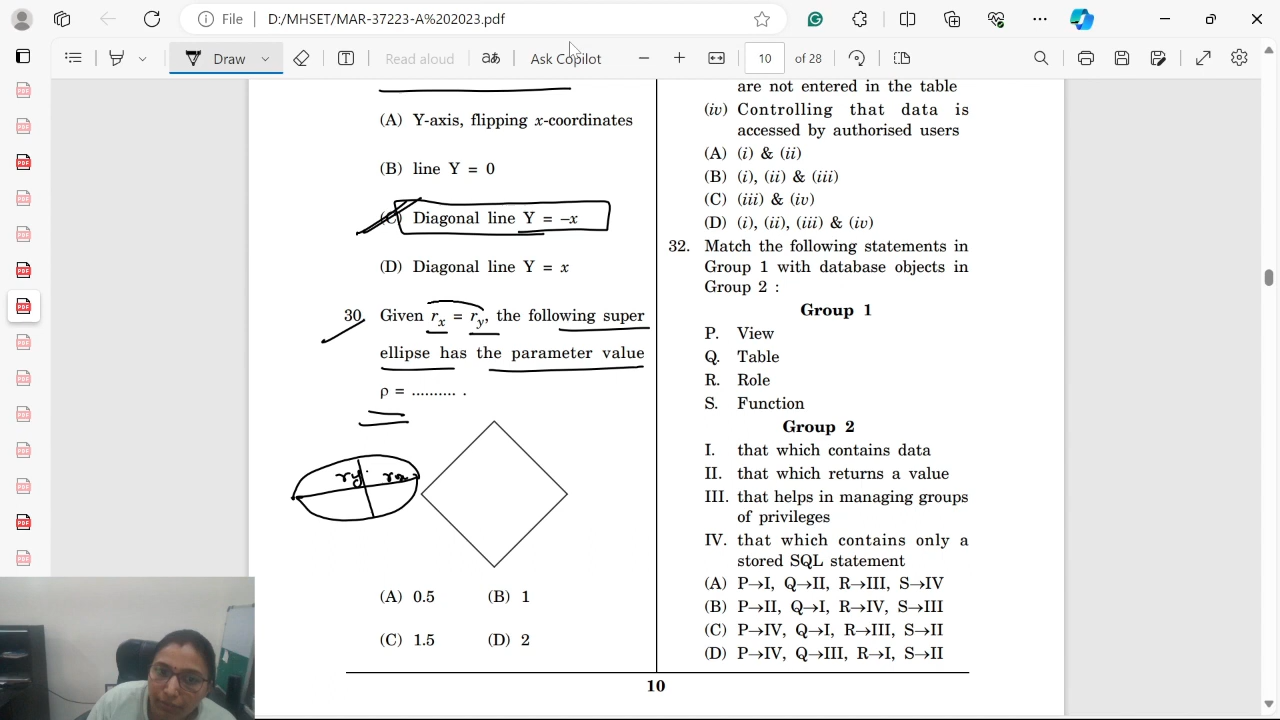 File
D:/MHSET/MAR-37223-A%202023.pdf
Draw
Read aloud
aあ
Ask Copilot
10
of 28
(A) Y-axis, flipping x-coordinates
(B) line Y = 0
(C) Diagonal line Y = –x
(D) Diagonal line Y = x
30. Given rx = ry, the following super
ellipse has the parameter value
ρ = .......... .
ry rx
(A) 0.5 (B) 1
(C) 1.5 (D) 2
are not entered in the table
(iv) Controlling that data is
accessed by authorised users
(A) (i) & (ii)
(B) (i), (ii) & (iii)
(C) (iii) & (iv)
(D) (i), (ii), (iii) & (iv)
32. Match the following statements in
Group 1 with database objects in
Group 2 :
Group 1
P. View
Q. Table
R. Role
S. Function
Group 2
I. that which contains data
II. that which returns a value
III. that helps in managing groups
of privileges
IV. that which contains only a
stored SQL statement
(A) P→I, Q→II, R→III, S→IV
(B) P→II, Q→I, R→IV, S→III
(C) P→IV, Q→I, R→III, S→II
(D) P→IV, Q→III, R→I, S→II
10